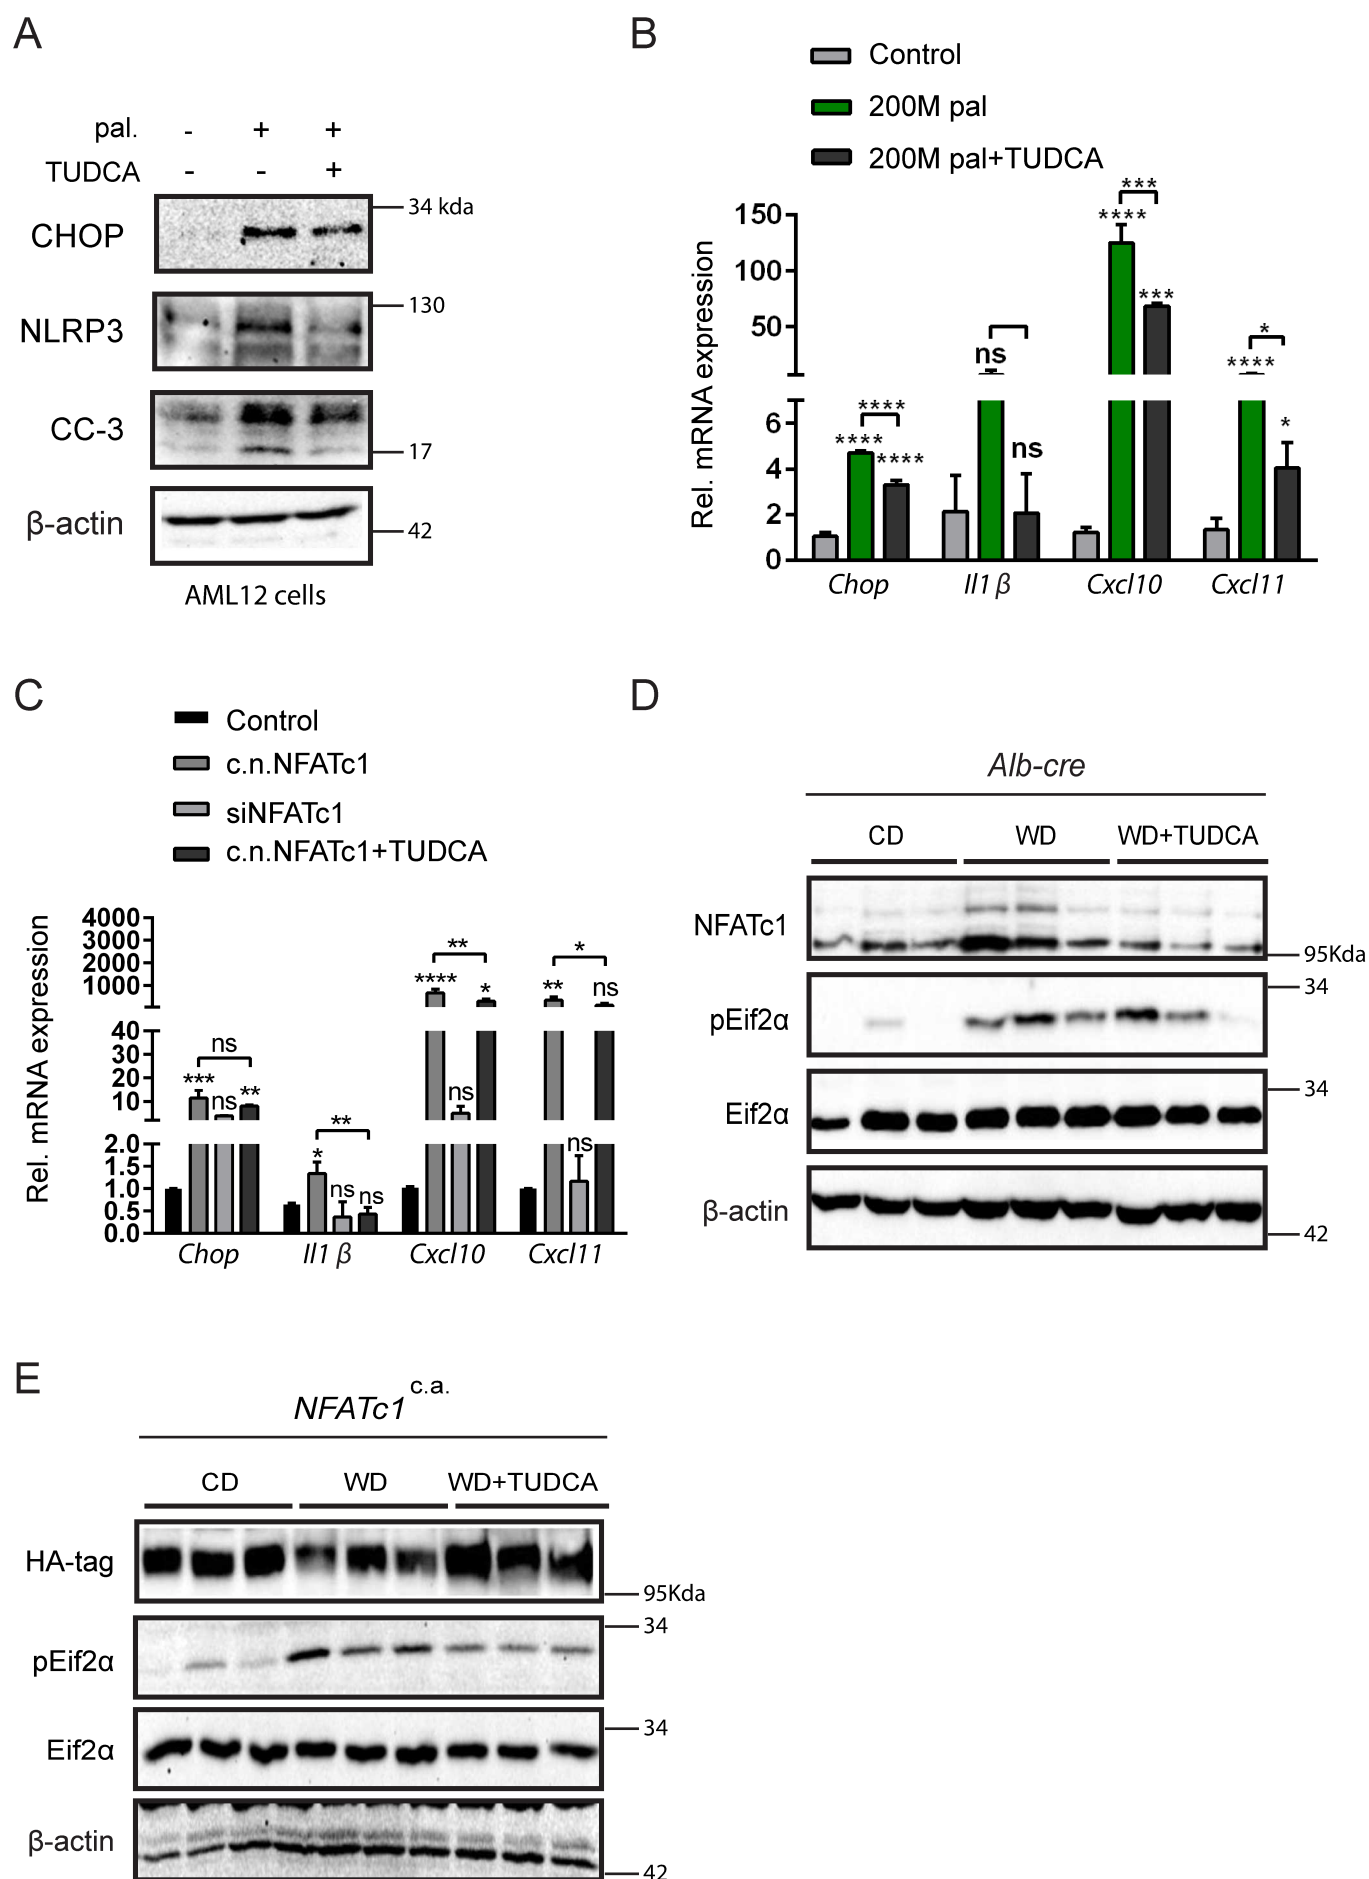 A
pal. - + +
TUDCA - - +
CHOP
34 kda
NLRP3
130
CC-3
17
β-actin
42
AML12 cells
B
Control
200M pal
200M pal+TUDCA
Rel. mRNA expression
150
100
50
6
4
2
0
**** **** ****
ns ns
**** *** ***
**** * *
Chop Il1 β Cxcl10 Cxcl11
C
Control
c.n.NFATc1
siNFATc1
c.n.NFATc1+TUDCA
Rel. mRNA expression
4000
3000
2000
1000
40
30
20
10
2.0
1.5
1.0
0.5
0.0
ns
*** ns **
**
* ns ns
**
**** ns *
*
** ns ns
Chop Il1 β Cxcl10 Cxcl11
D
Alb-cre
CD WD WD+TUDCA
NFATc1
95Kda
pEif2α
34
Eif2α
34
β-actin
42
E
NFATc1 c.a.
CD WD WD+TUDCA
HA-tag
95Kda
pEif2α
34
Eif2α
34
β-actin
42